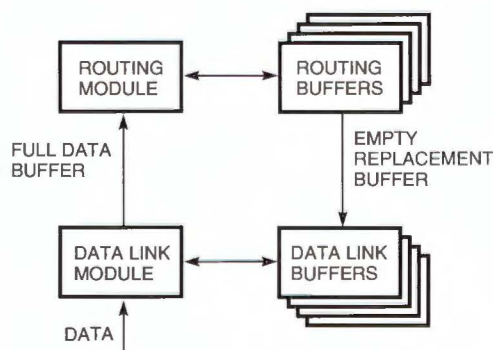 ROUTING
MODULE
ROUTING
BUFFERS
FULL DATA
BUFFER
EMPTY
REPLACEMENT
BUFFER
DATA LINK
MODULE
DATA LINK
BUFFERS
DATA